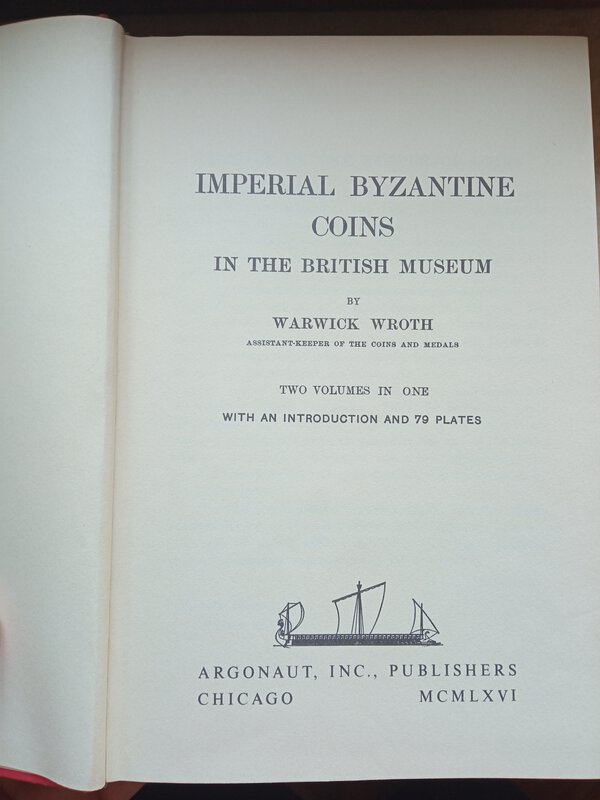 IMPERIAL BYZANTINE
COINS
IN THE BRITISH MUSEUM
BY
WARWICK WROTH
ASSISTANT-KEEPER OF THE COINS AND MEDALS
TWO VOLUMES IN ONE
WITH AN INTRODUCTION AND 79 PLATES
ARGONAUT, INC., PUBLISHERS
CHICAGO MCMLXVI